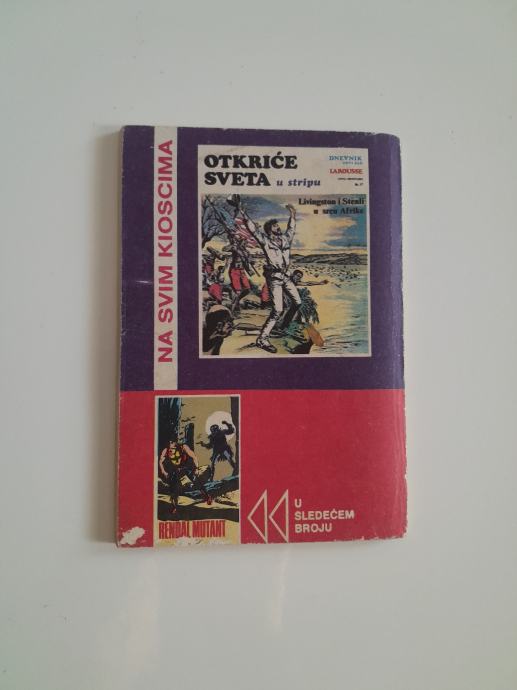 NA SVIM KIOSCIMA
OTKRIĆE
SVETA u stripu
DNEVNIK
LAROUSSE
Livingston i Stenli
u srcu Afrike
RENDAL MUTANT
U
SLEDEĆEM
BROJU